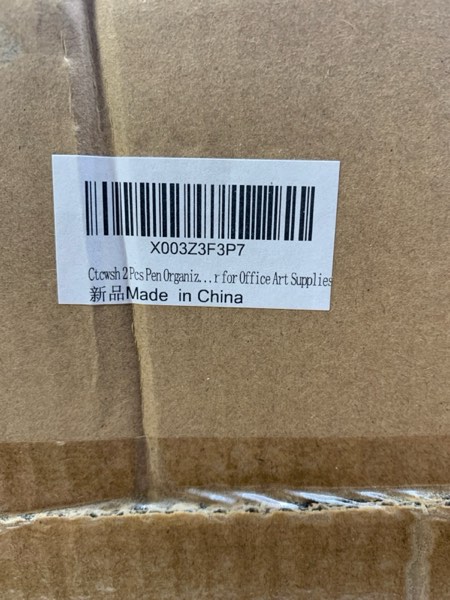 X003Z3F3P7
Ctcwsh 2 Pcs Pen Organiz...r for Office Art Supplies
新品Made in China